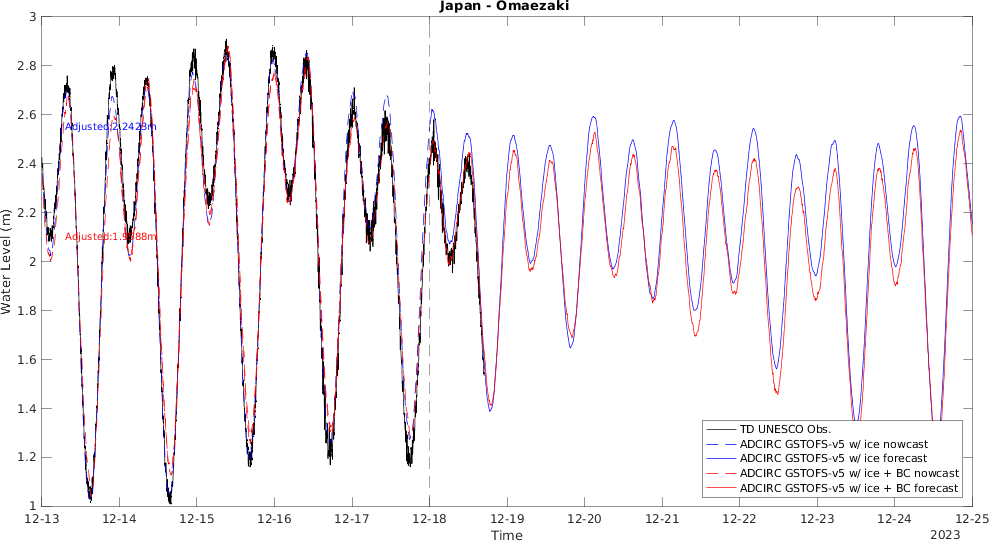 Japan - Omaezaki
Water Level (m)
3
2.8
2.6
2.4
2.2
2
1.8
1.6
1.4
1.2
1
TD UNESCO Obs.
ADCIRC GSTOFS-v5 w/ ice nowcast
ADCIRC GSTOFS-v5 w/ ice forecast
ADCIRC GSTOFS-v5 w/ ice + BC nowcast
ADCIRC GSTOFS-v5 w/ ice + BC forecast
12-13 12-14 12-15 12-16 12-17 12-18 12-19 12-20 12-21 12-22 12-23 12-24 12-25
Time
2023